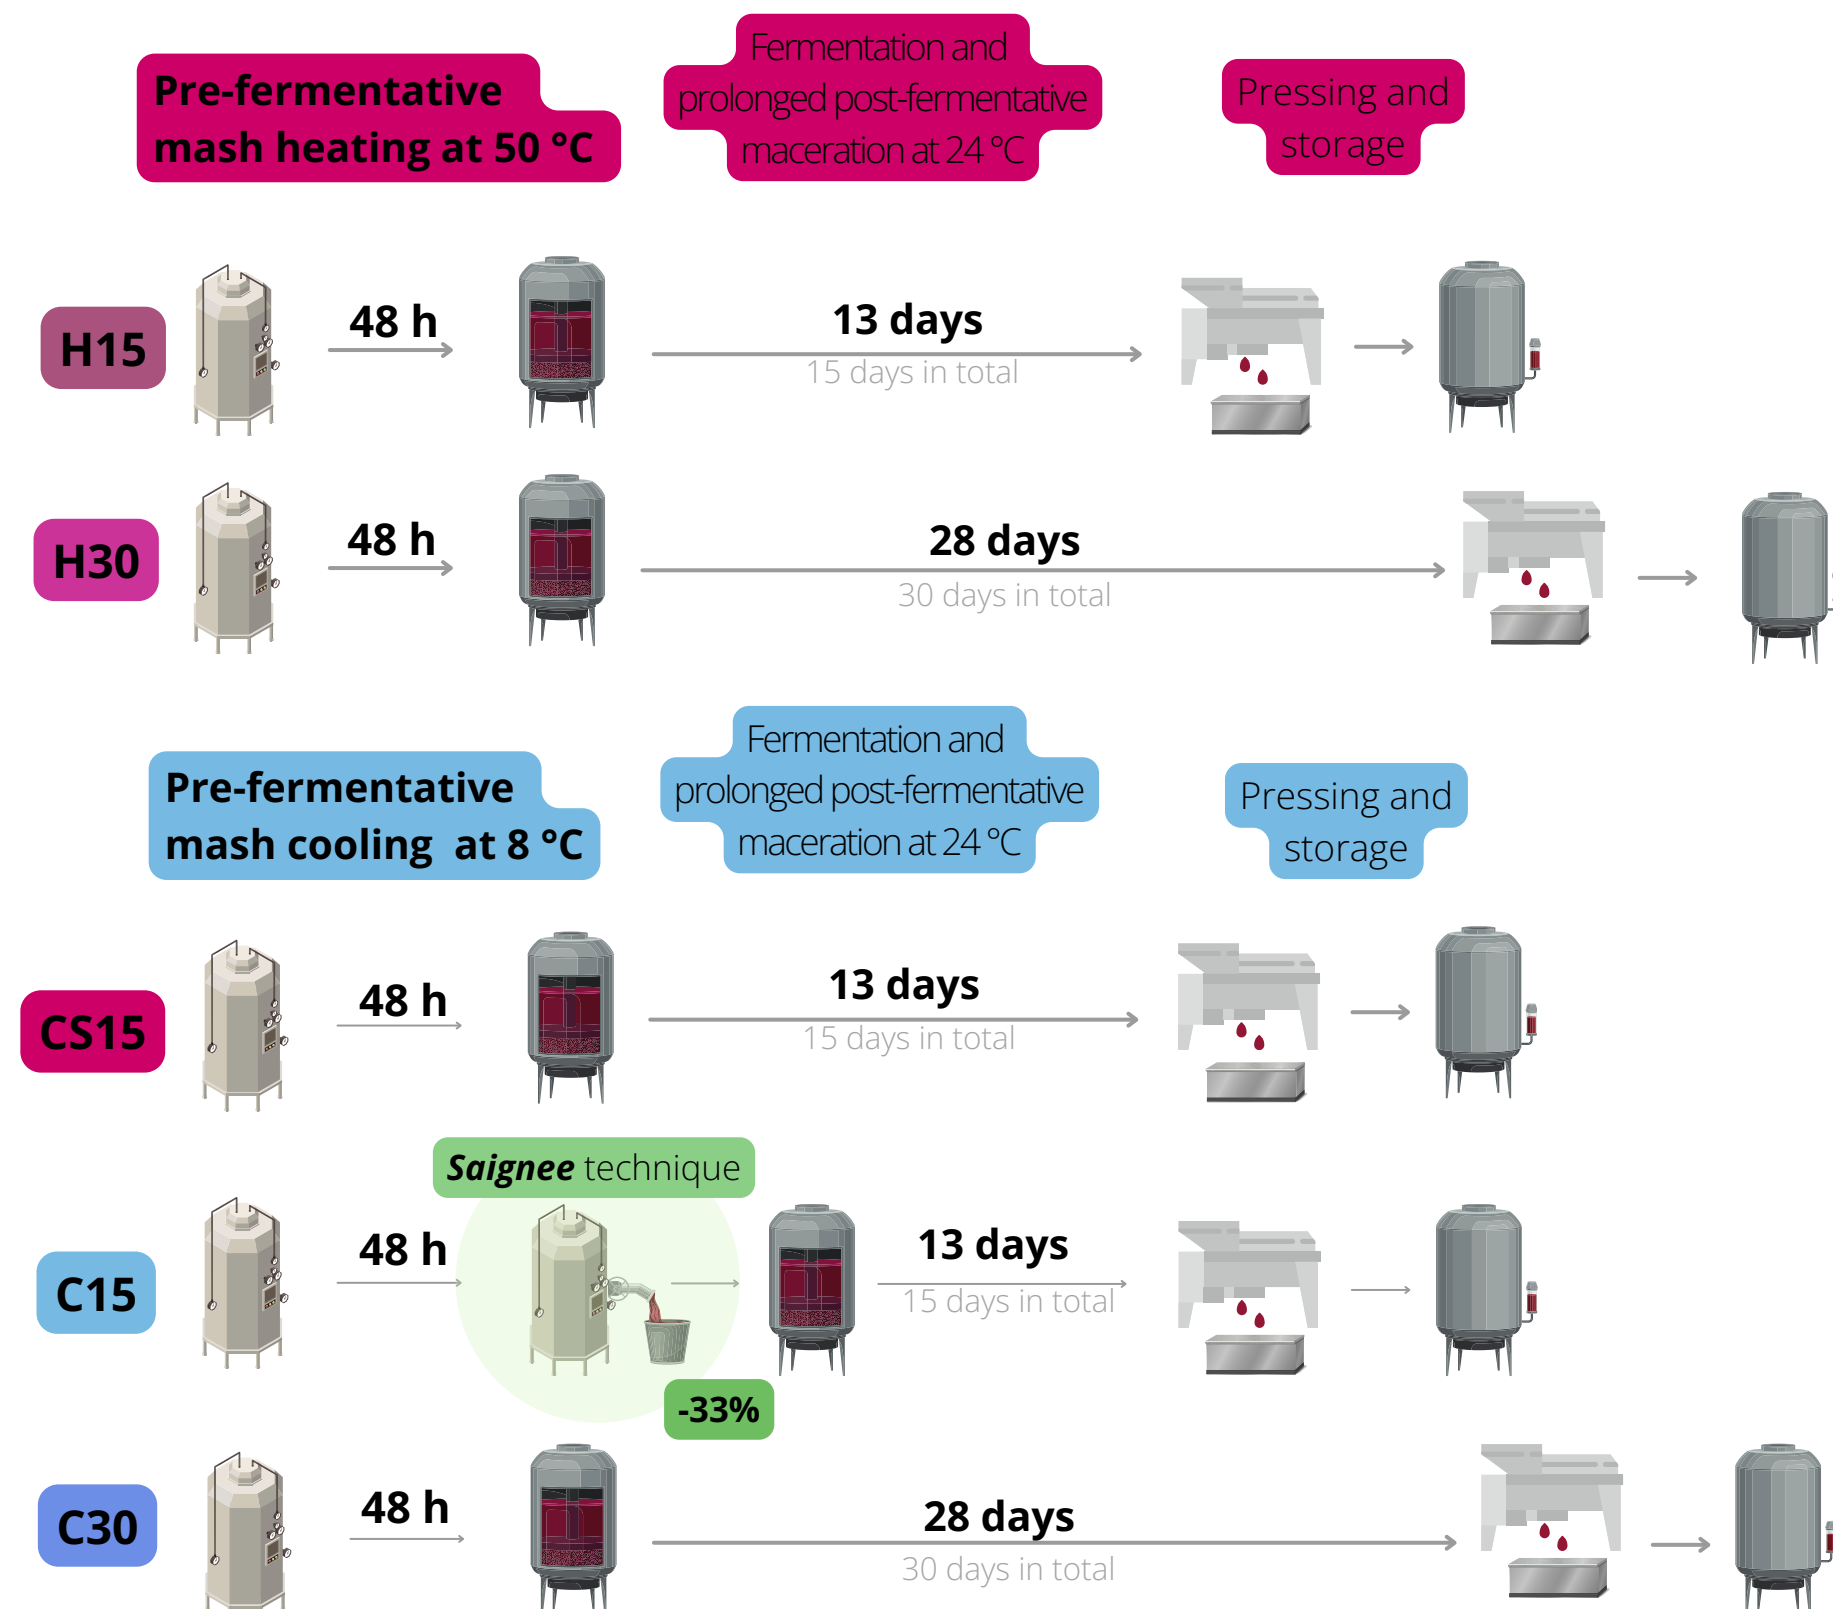 Pre-fermentative
mash heating at 50 °C
Fermentation and
prolonged post-fermentative
maceration at 24 °C
Pressing and
storage
H15
48 h
13 days
15 days in total
H30
48 h
28 days
30 days in total
Pre-fermentative
mash cooling at 8 °C
Fermentation and
prolonged post-fermentative
maceration at 24 °C
Pressing and
storage
CS15
48 h
13 days
15 days in total
Saignee technique
C15
48 h
13 days
15 days in total
-33%
C30
48 h
28 days
30 days in total